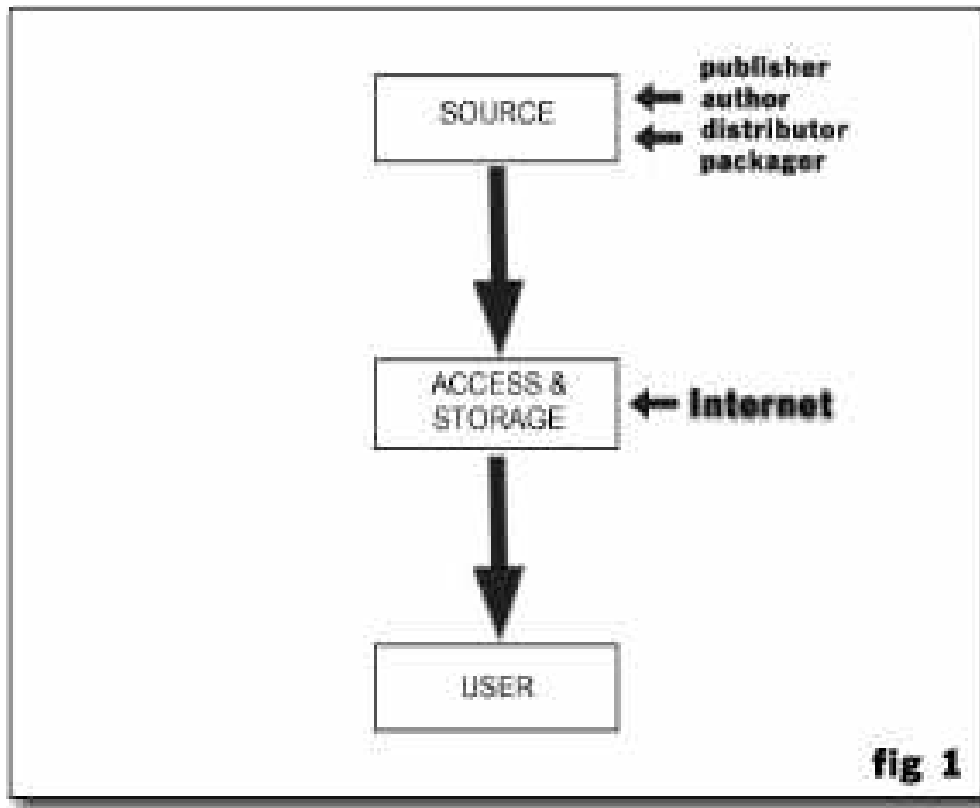 SOURCE
publisher
author
distributor
packager
ACCESS &
STORAGE
Internet
USER
fig 1